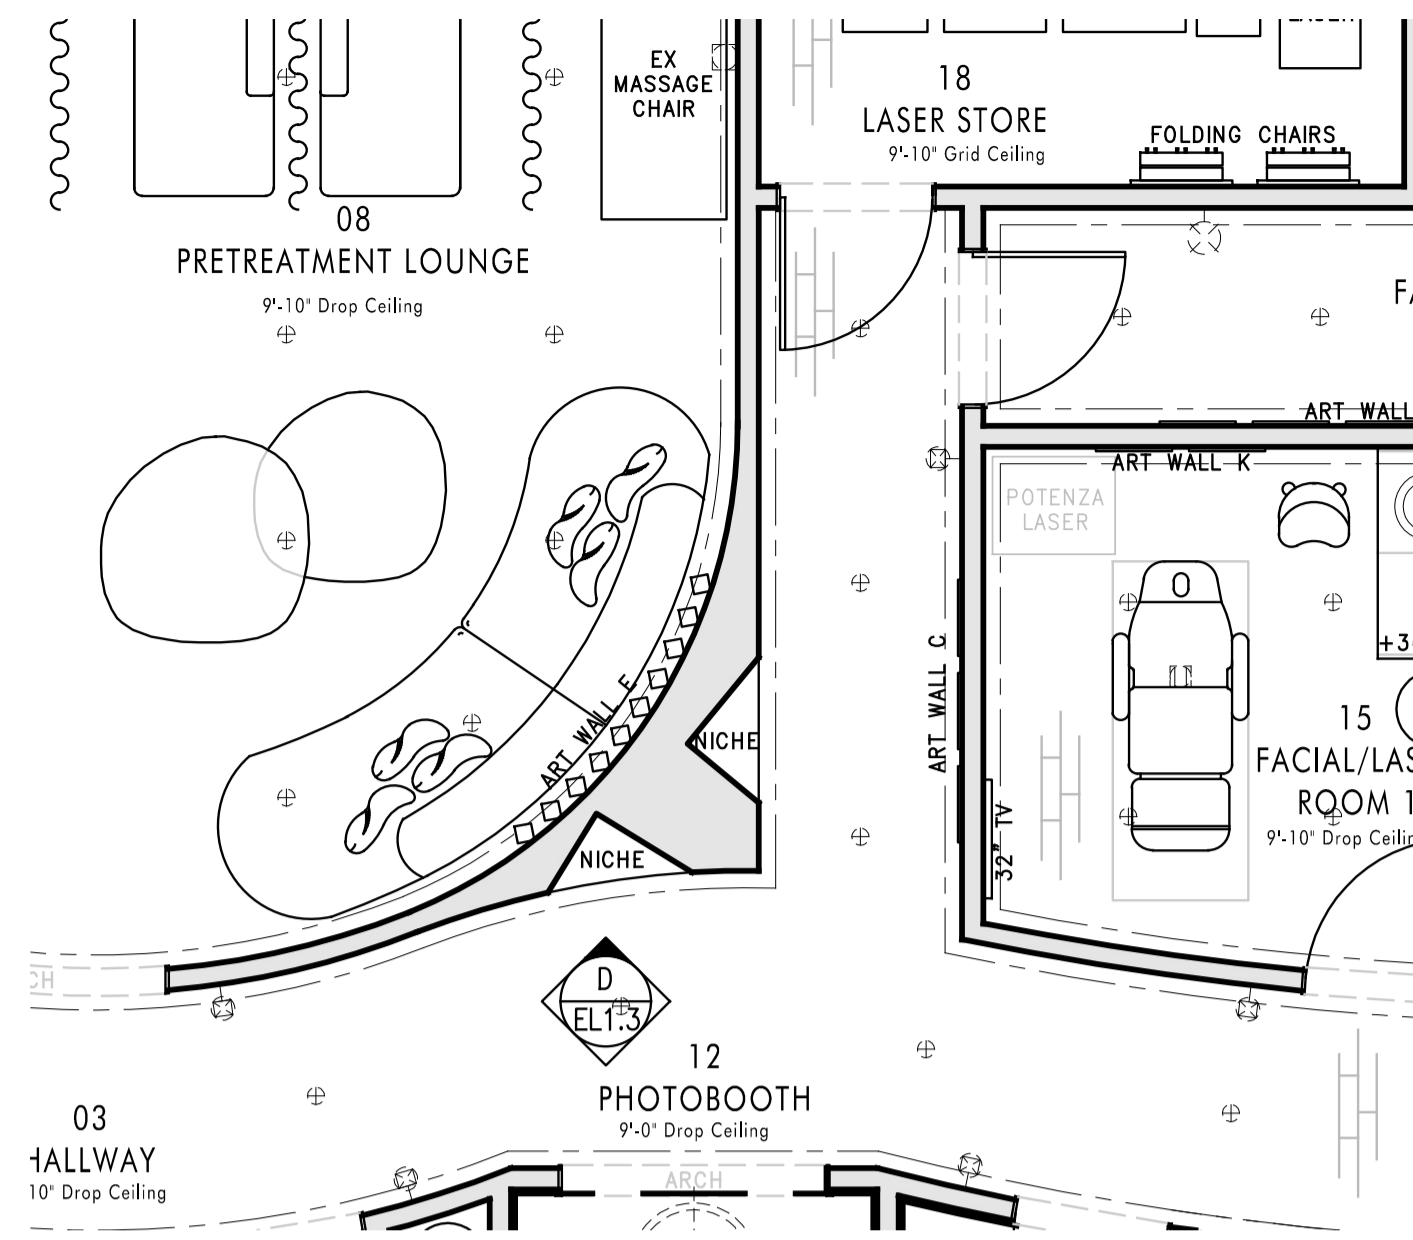 LASER
EX
MASSAGE
CHAIR
18
LASER STORE
9'-10" Grid Ceiling
FOLDING CHAIRS
08
PRETREATMENT LOUNGE
9'-10" Drop Ceiling
ART WALL
ART WALL K
POTENZA
LASER
ART WALL C
ART WALL E
NICHE
NICHE
32" TV
15
FACIAL/LAS
ROOM 1
9'-10" Drop Ceilin
D
EL1.3
12
PHOTOBOOTH
9'-0" Drop Ceiling
03
HALLWAY
10" Drop Ceiling
ARCH